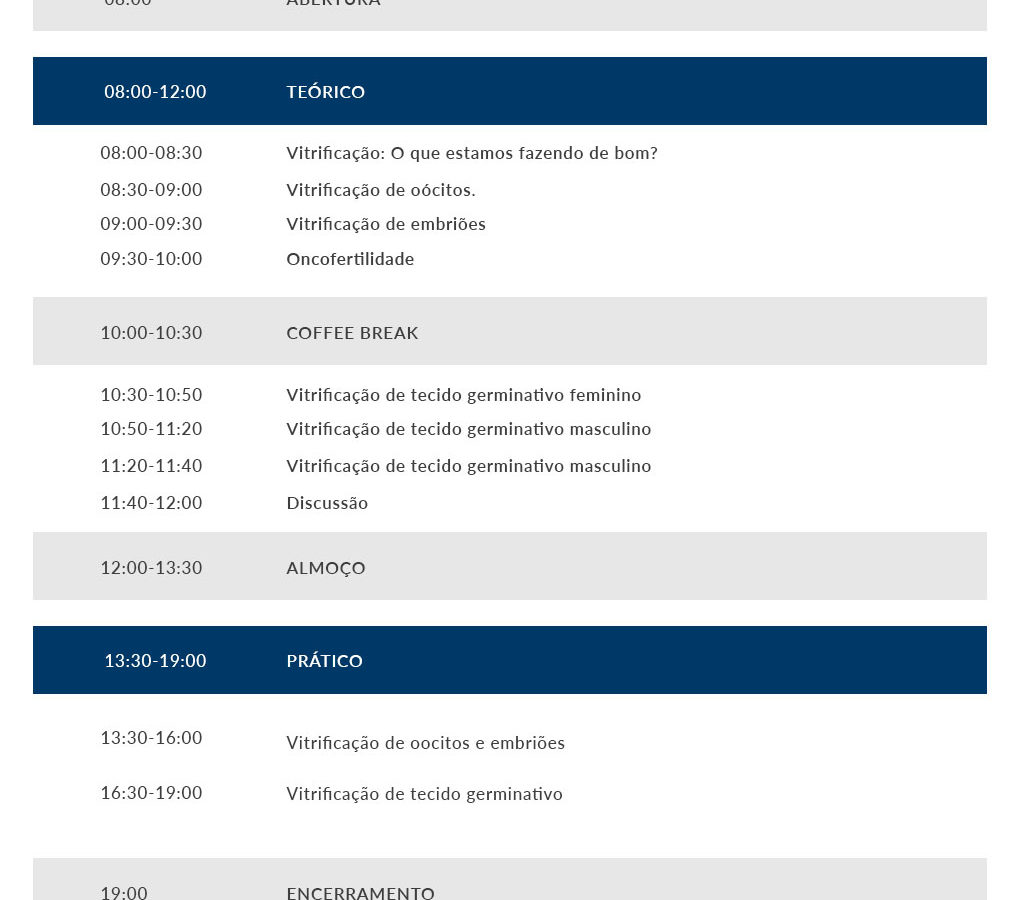 08:00 ABERTURA
08:00-12:00 TEÓRICO
08:00-08:30 Vitrificação: O que estamos fazendo de bom?
08:30-09:00 Vitrificação de oócitos.
09:00-09:30 Vitrificação de embriões
09:30-10:00 Oncofertilidade
10:00-10:30 COFFEE BREAK
10:30-10:50 Vitrificação de tecido germinativo feminino
10:50-11:20 Vitrificação de tecido germinativo masculino
11:20-11:40 Vitrificação de tecido germinativo masculino
11:40-12:00 Discussão
12:00-13:30 ALMOÇO
13:30-19:00 PRÁTICO
13:30-16:00 Vitrificação de oocitos e embriões
16:30-19:00 Vitrificação de tecido germinativo
19:00 ENCERRAMENTO